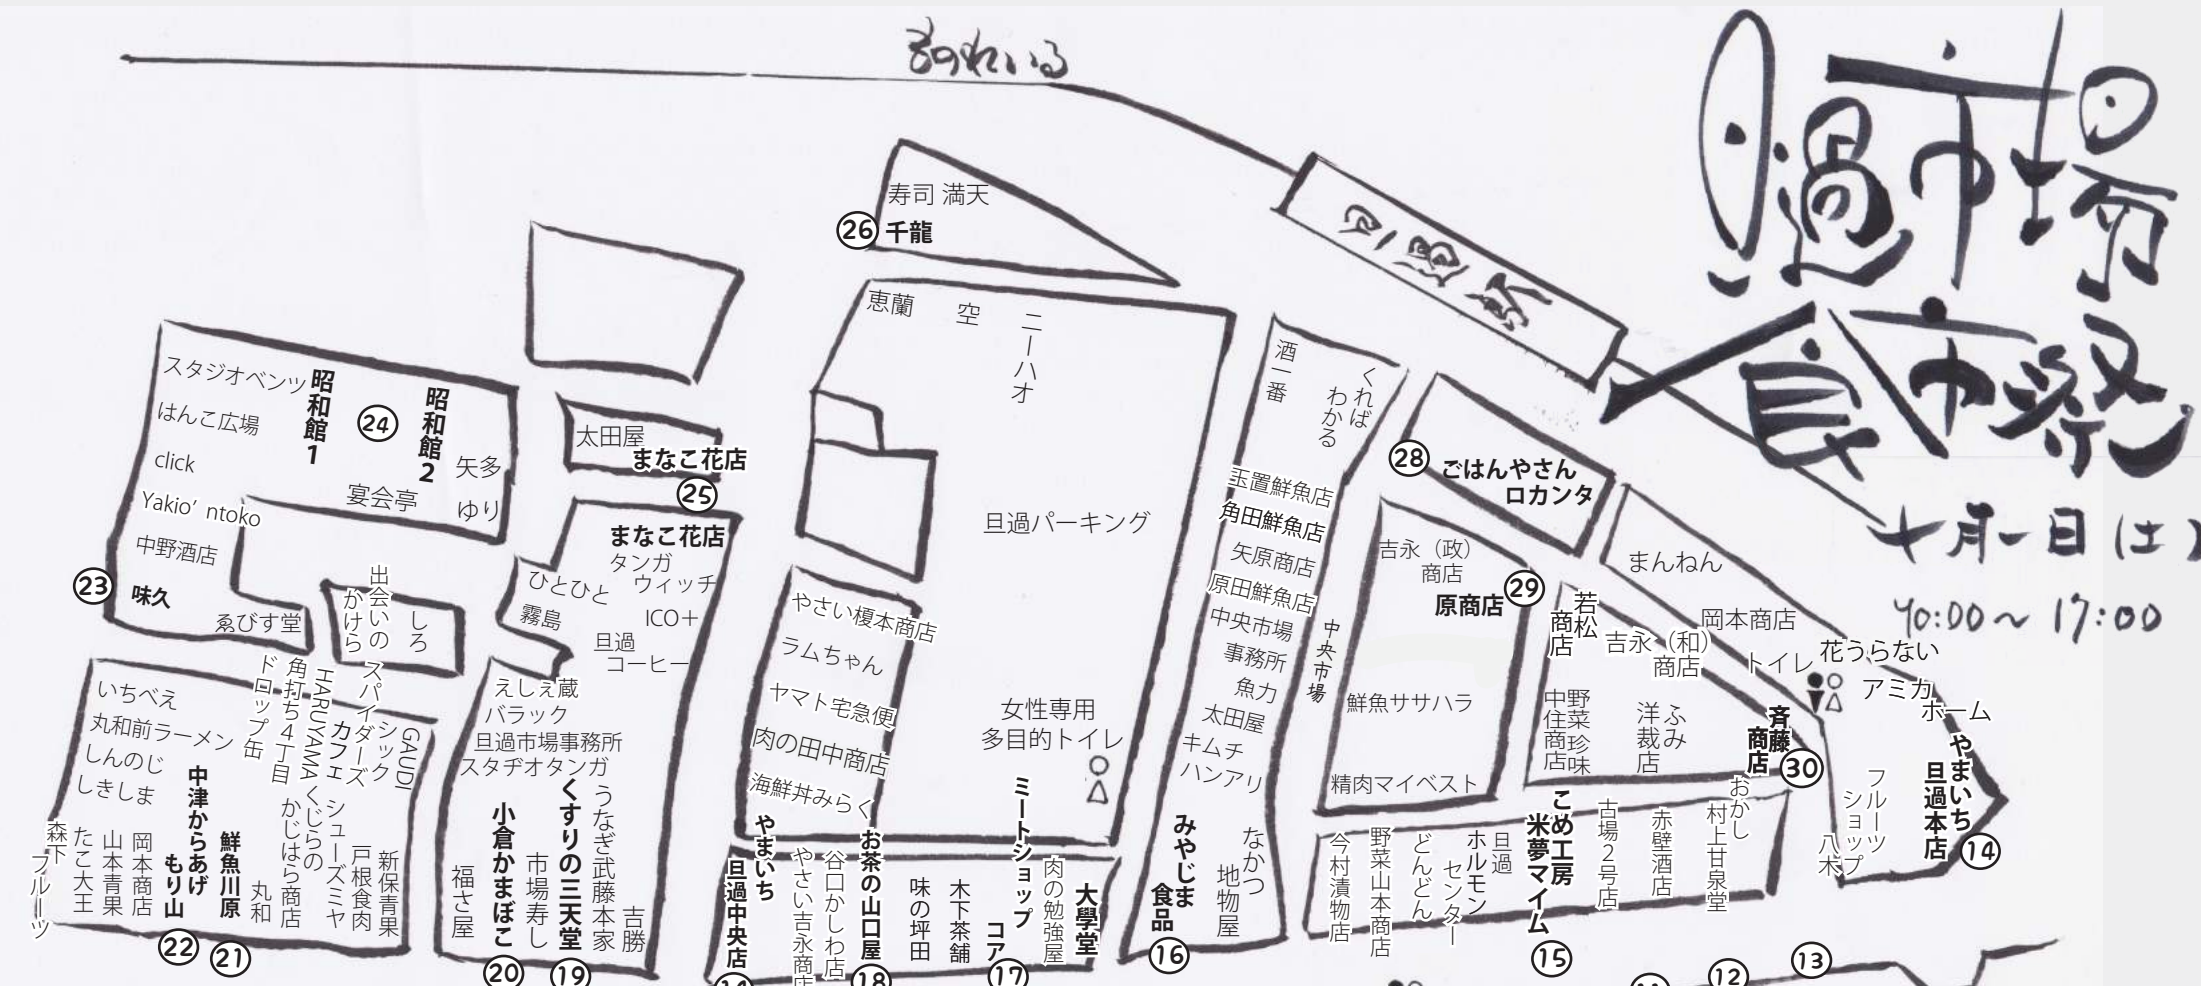 ものれいる
旦過市場
食市祭
十月一日（土）
10:00～17:00
旦過駅
寿司 満天
26 千龍
恵蘭
空
ニーハオ
旦過パーキング
女性専用
多目的トイレ
スタジオベンツ
はんこ広場
click
Yakio’ntoko
中野酒店
23 味久
ゑびす堂
昭和館1
24
昭和館2
矢多
ゆり
宴会亭
出会いの
かけら
しろ
太田屋
まなこ花店
25
まなこ花店
タンガ
ウィッチ
ひとひと
霧島
ICO＋
旦過
コーヒー
えしぇ蔵
バラック
旦過市場事務所
スタヂオタンガ
福さ屋
小倉かまぼこ
20
市場寿し
くすりの三天堂
19
うなぎ武藤本家
吉勝
いちべえ
丸和前ラーメン
しんのじ
しきしま
ドロップ缶
角打ち4丁目
HARUYAMA
スパイダーズ
カフェ
シック
GAUDI
森下
フルーツ
たこ大王
山本青果
岡本商店
中津からあげ
もり山
22
鮮魚川原
21
丸和
かじはら商店
くじらの
シューズミヤ
戸根食肉
新保青果
やさい榎本商店
ラムちゃん
ヤマト宅急便
肉の田中商店
海鮮丼みらく
やまいち
旦過中央店
14
やさい吉永商店
谷口かしわ店
お茶の山口屋
18
味の坪田
木下茶舗
ミートショップ
コア
17
肉の勉強屋
大學堂
酒一番
くれば
わかる
玉置鮮魚店
角田鮮魚店
矢原商店
原田鮮魚店
中央市場
事務所
魚力
太田屋
キムチ
ハンアリ
中央市場
みやじま
食品
16
なかつ
地物屋
28 ごはんやさん
ロカンタ
吉永（政）
商店
29
原商店
鮮魚ササハラ
精肉マイベスト
若松
商店
吉永（和）
商店
中野
住菜
商珍
店味
ふみ
洋裁店
斉藤
商店
30
まんねん
岡本商店
トイレ
花うらない
アミカ
ホーム
やまいち
旦過本店
14
フルーツ
ショップ
八木
今村漬物店
野菜山本商店
どんどん
旦過
ホルモン
センター
こめ工房
米夢マイム
15
古場2号店
赤壁酒店
おかし
村上甘泉堂
11
12
13